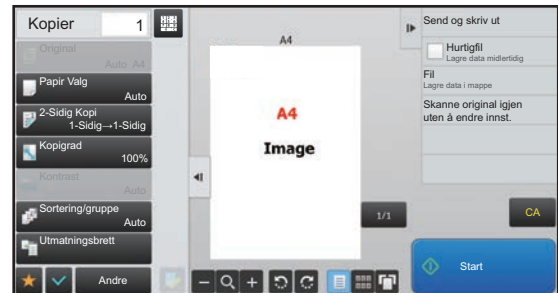 Kopier 1
Original
Auto A4
Papir Valg
Auto
2-Sidig Kopi
1-Sidig→1-Sidig
Kopigrad
100%
Kontrast
Auto
Sortering/gruppe
Auto
Utmatningsbrett
Andre
A4
A4
Image
1/1
Send og skriv ut
Hurtigfil
Lagre data midlertidig
Fil
Lagre data i mappe
Skanne original igjen
uten å endre innst.
CA
Start